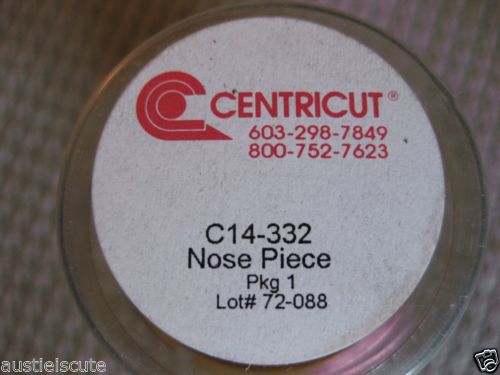 CENTRICUT®
603-298-7849
800-752-7623
C14-332
Nose Piece
Pkg 1
Lot# 72-088
austieiscute